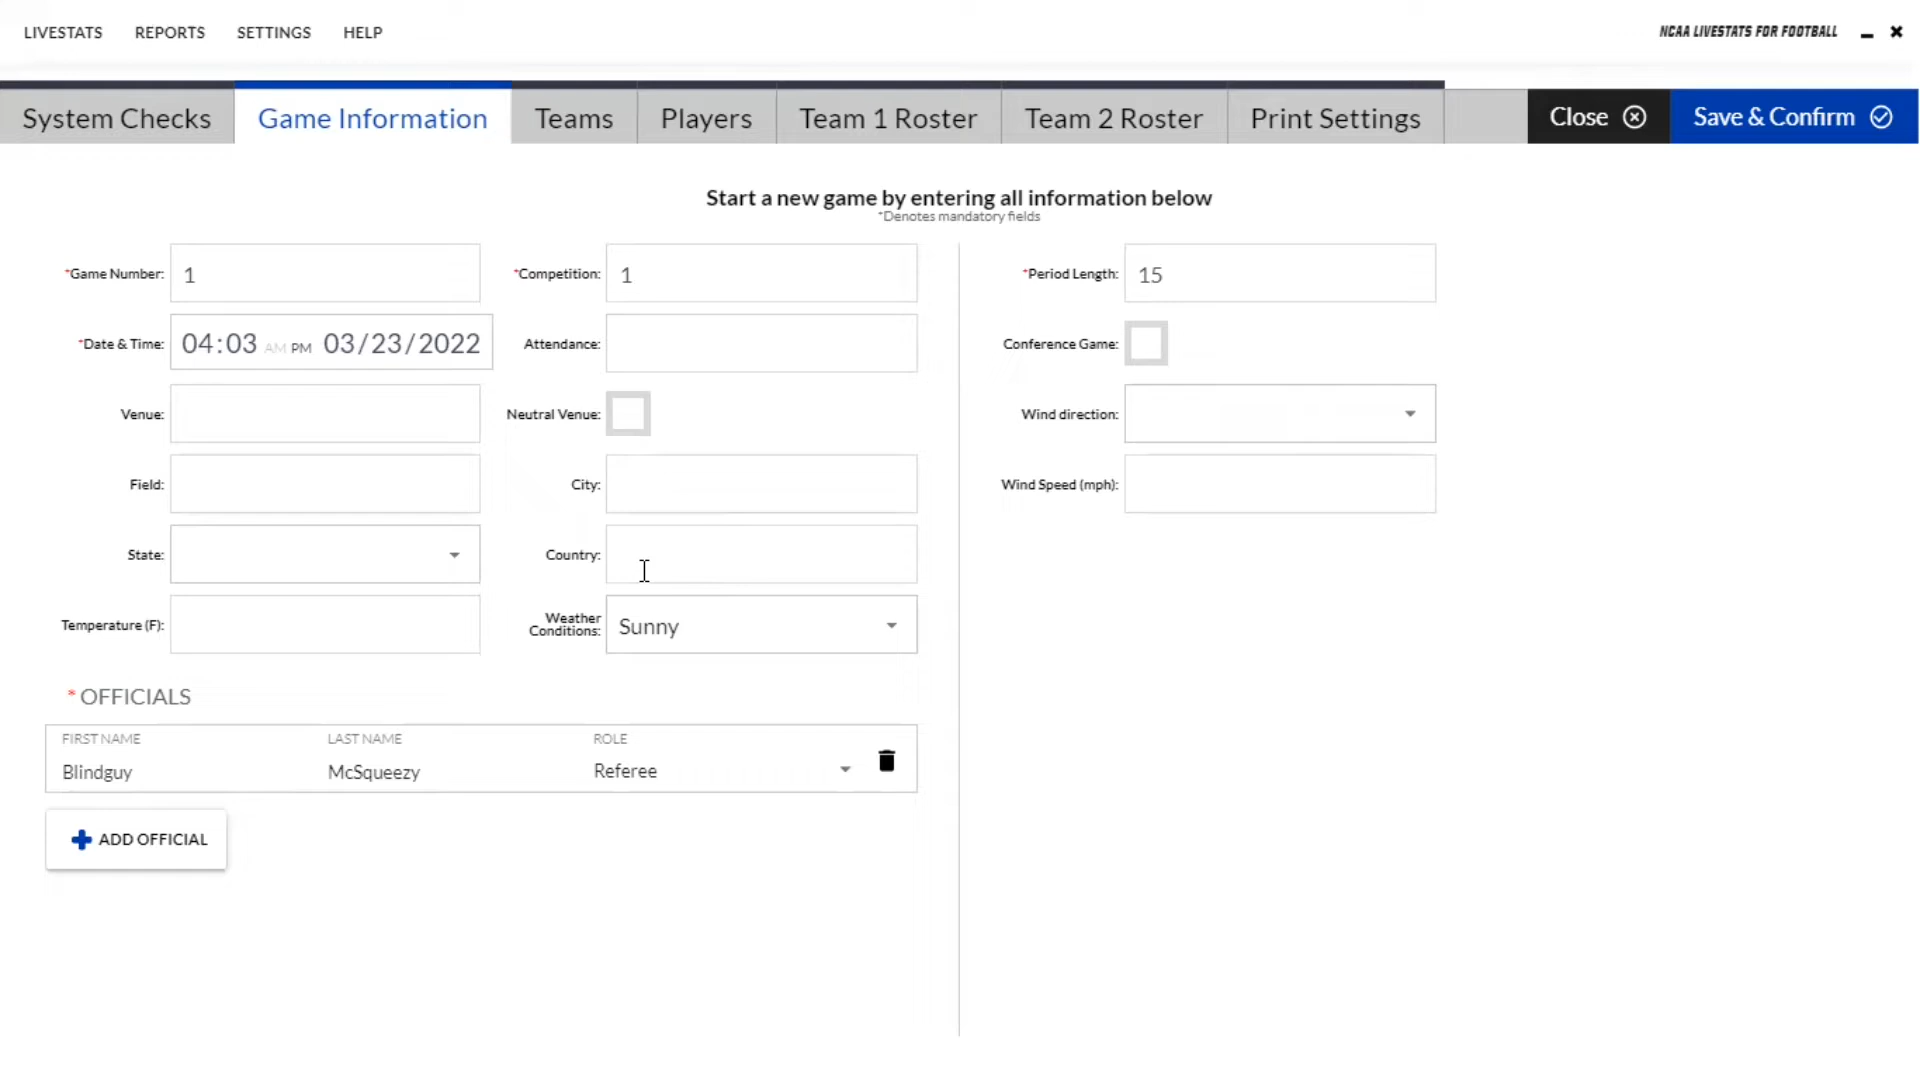 LIVESTATS REPORTS SETTINGS HELP NCAA LIVESTATS FOR FOOTBALL
System Checks Game Information Teams Players Team 1 Roster Team 2 Roster Print Settings Close Save & Confirm
Start a new game by entering all information below
*Denotes mandatory fields
*Game Number: 1 *Competition: 1 *Period Length: 15
*Date & Time: 04:03 AM PM 03/23/2022 Attendance: Conference Game:
Venue: Neutral Venue: Wind direction:
Field: City: Wind Speed (mph):
State: Country:
Temperature (F): Weather Conditions: Sunny
* OFFICIALS
FIRST NAME LAST NAME ROLE
Blindguy McSqueezy Referee
ADD OFFICIAL